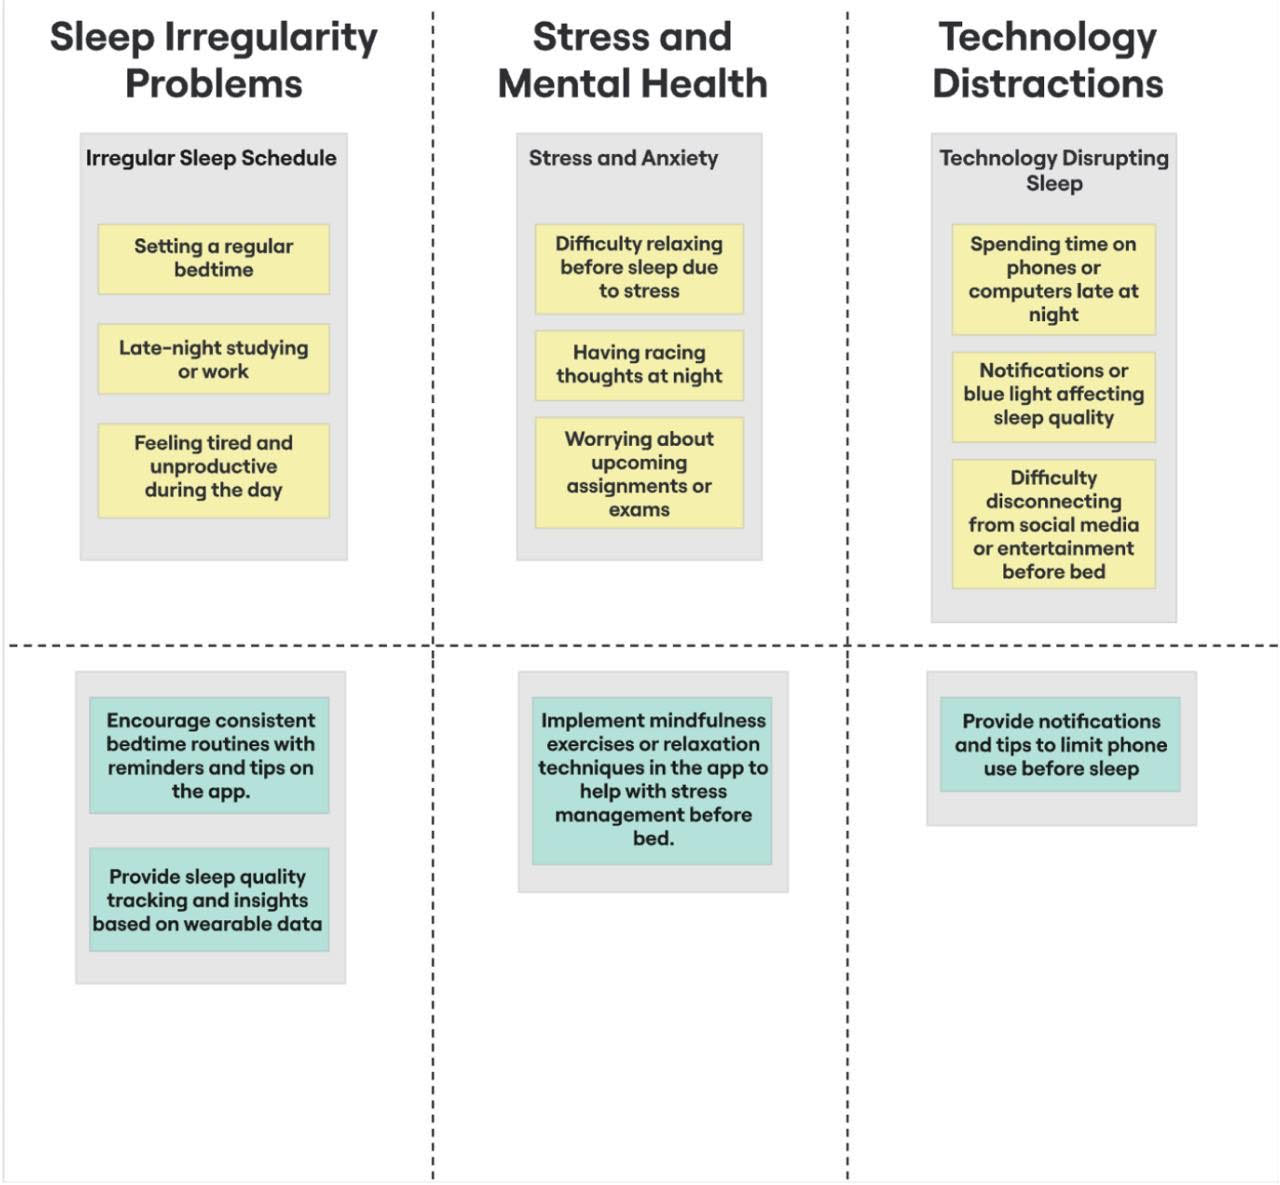 Sleep Irregularity
Problems
Irregular Sleep Schedule
Setting a regular
bedtime
Late-night studying
or work
Feeling tired and
unproductive
during the day
Stress and
Mental Health
Stress and Anxiety
Difficulty relaxing
before sleep due
to stress
Having racing
thoughts at night
Worrying about
upcoming
assignments or
exams
Technology
Distractions
Technology Disrupting
Sleep
Spending time on
phones or
computers late at
night
Notifications or
blue light affecting
sleep quality
Difficulty
disconnecting
from social media
or entertainment
before bed
Encourage consistent
bedtime routines with
reminders and tips on
the app.
Provide sleep quality
tracking and insights
based on wearable data
Implement mindfulness
exercises or relaxation
techniques in the app to
help with stress
management before
bed.
Provide notifications
and tips to limit phone
use before sleep